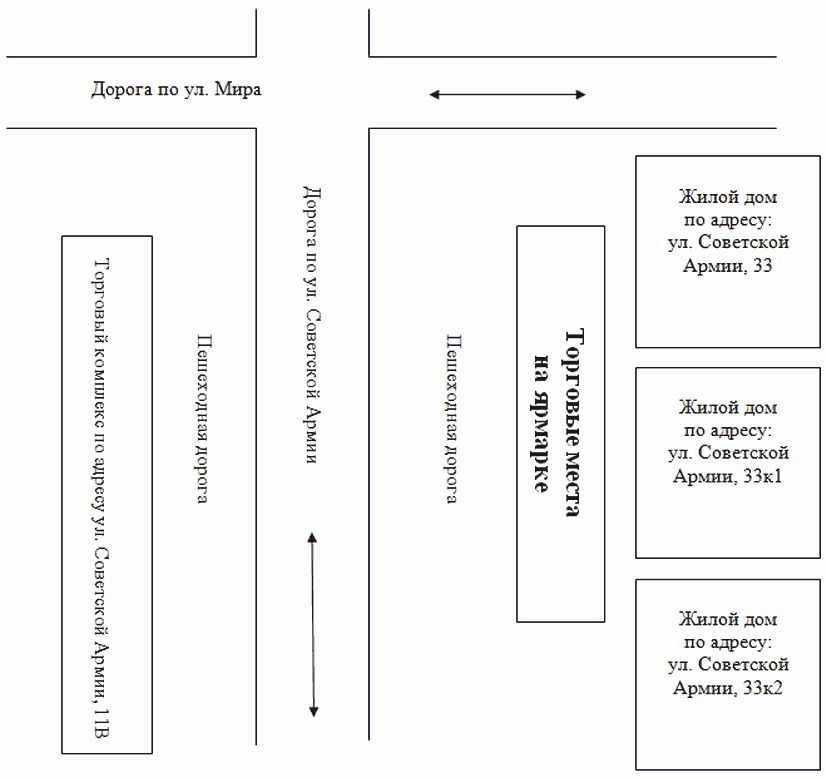 Дорога по ул. Мира
Торговый комплекс по адресу ул. Советской Армии, 11В
Пешеходная дорога
Дорога по ул. Советской Армии
Пешеходная дорога
Торговые места
на ярмарке
Жилой дом
по адресу:
ул. Советской
Армии, 33
Жилой дом
по адресу:
ул. Советской
Армии, 33к1
Жилой дом
по адресу:
ул. Советской
Армии, 33к2